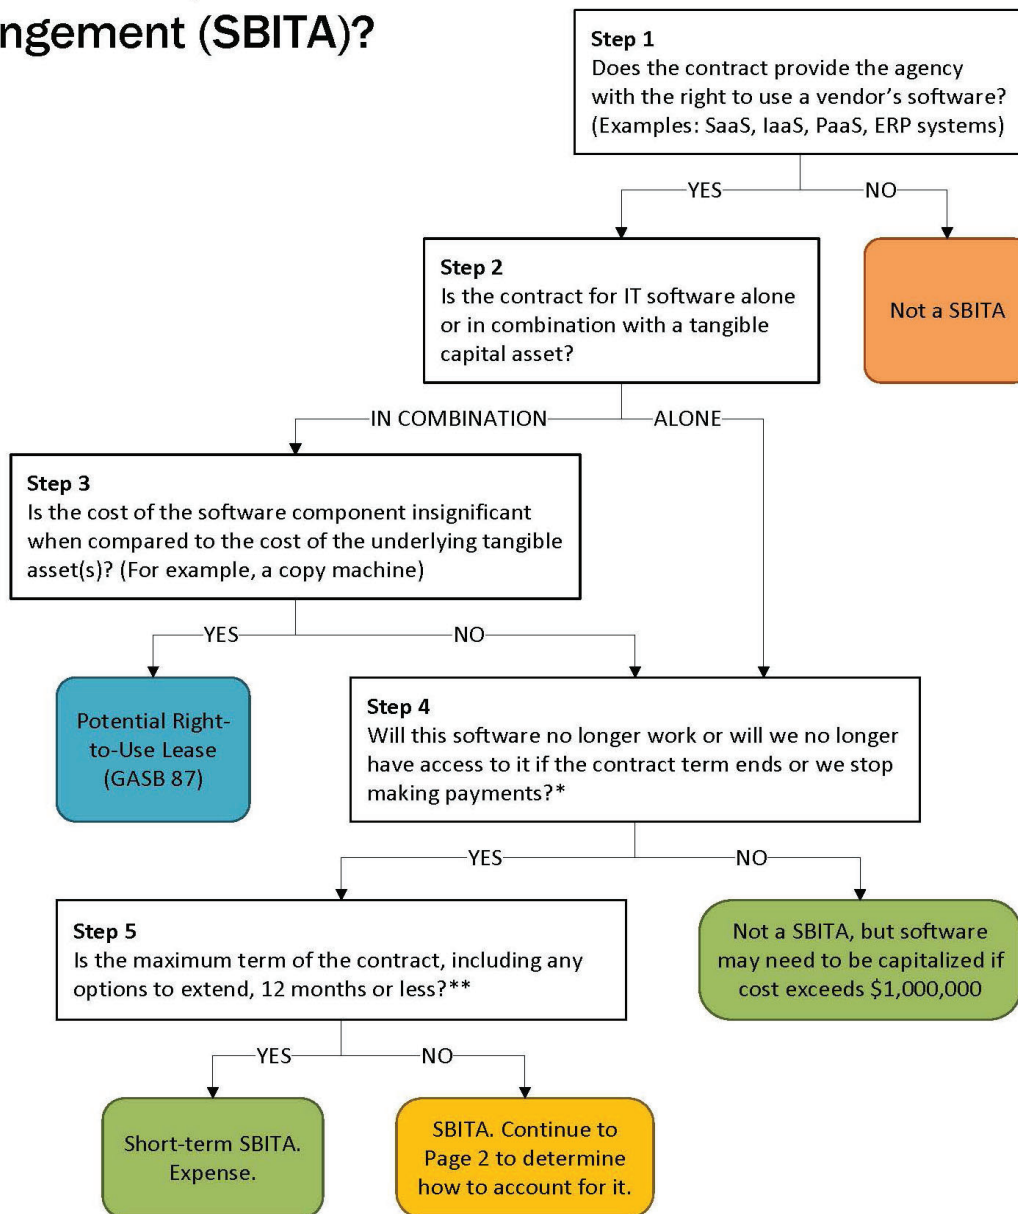 ngement (SBITA)?
Step 1
Does the contract provide the agency
with the right to use a vendor’s software?
(Examples: SaaS, IaaS, PaaS, ERP systems)
YES
NO
Step 2
Is the contract for IT software alone
or in combination with a tangible
capital asset?
Not a SBITA
IN COMBINATION
ALONE
Step 3
Is the cost of the software component insignificant
when compared to the cost of the underlying tangible
asset(s)? (For example, a copy machine)
YES
NO
Potential Right-
to-Use Lease
(GASB 87)
Step 4
Will this software no longer work or will we no longer
have access to it if the contract term ends or we stop
making payments?*
YES
NO
Step 5
Is the maximum term of the contract, including any
options to extend, 12 months or less?**
Not a SBITA, but software
may need to be capitalized if
cost exceeds $1,000,000
YES
NO
Short-term SBITA.
Expense.
SBITA. Continue to
Page 2 to determine
how to account for it.